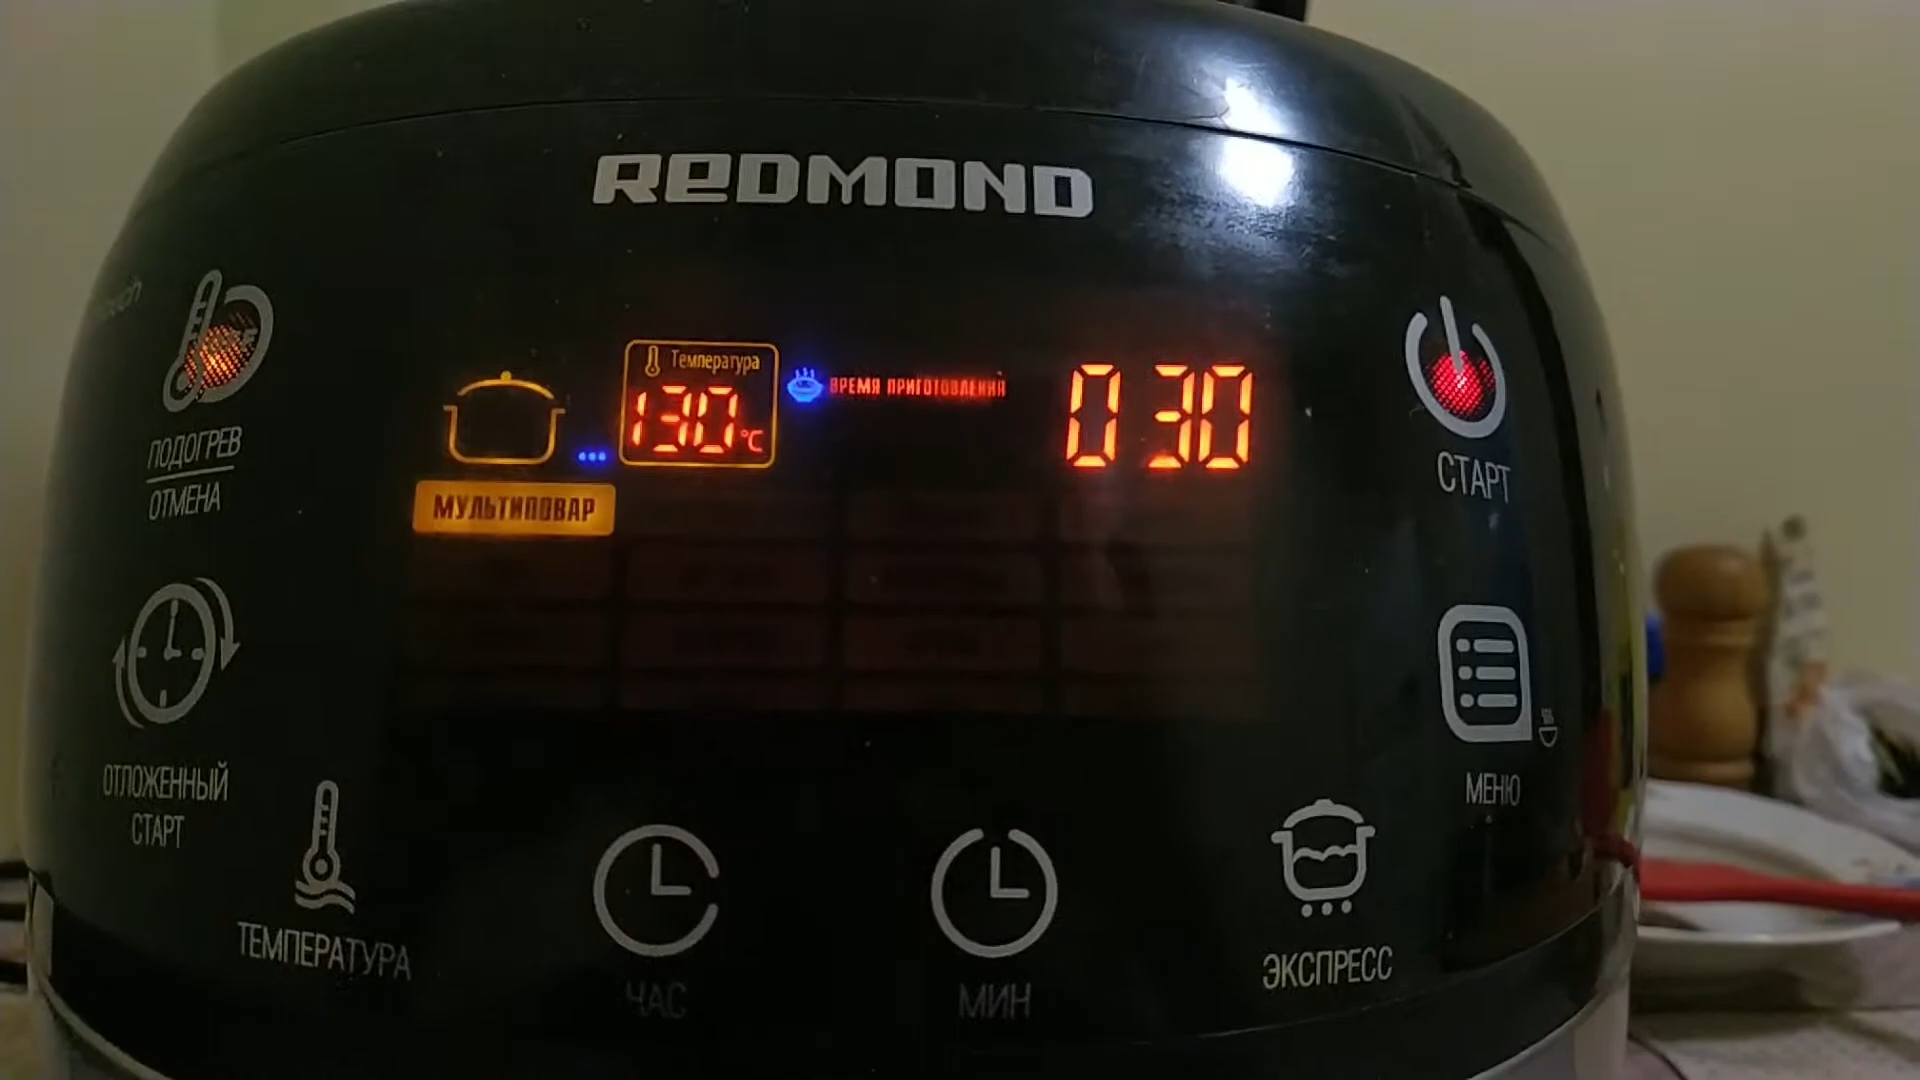 REDMOND
Температура
130 °C
ВРЕМЯ ПРИГОТОВЛЕНИЯ
0 30
МУЛЬТИПОВАР
ПОДОГРЕВ
ОТМЕНА
СТАРТ
ОТЛОЖЕННЫЙ
СТАРТ
МЕНЮ
ТЕМПЕРАТУРА
ЧАС
МИН
ЭКСПРЕСС